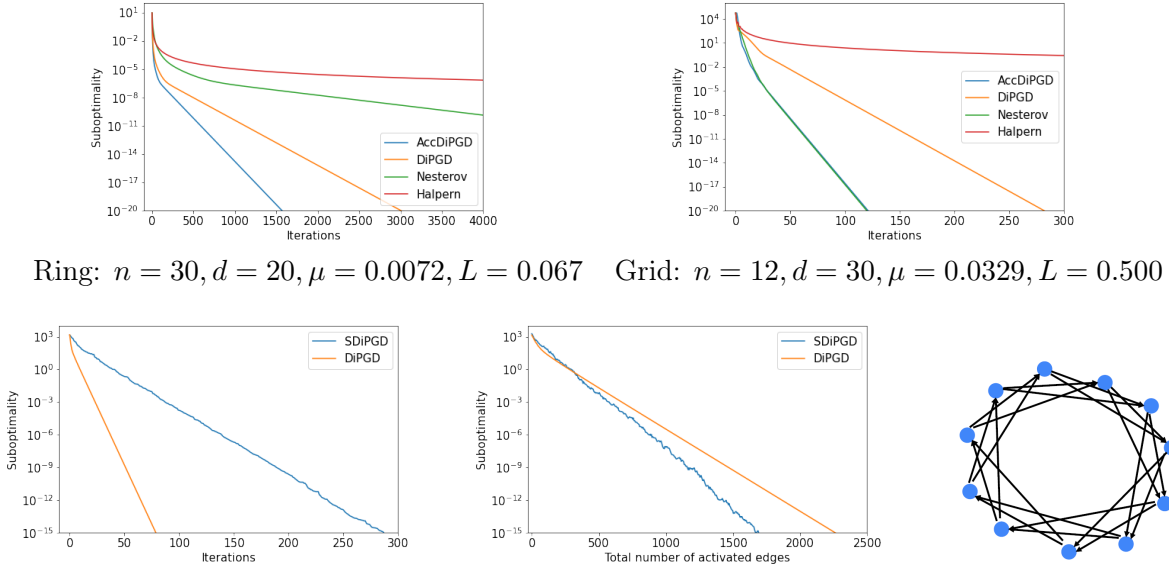 10^1
10^-2
10^-5
10^-8
10^-11
10^-14
10^-17
10^-20
Suboptimality
0 500 1000 1500 2000 2500 3000 3500 4000
Iterations
AccDiPGD
DiPGD
Nesterov
Halpern
10^4
10^1
10^-2
10^-5
10^-8
10^-11
10^-14
10^-17
10^-20
Suboptimality
0 50 100 150 200 250 300
Iterations
AccDiPGD
DiPGD
Nesterov
Halpern
Ring: n = 30, d = 20, μ = 0.0072, L = 0.067
Grid: n = 12, d = 30, μ = 0.0329, L = 0.500
10^3
10^0
10^-3
10^-6
10^-9
10^-12
10^-15
Suboptimality
0 50 100 150 200 250 300
Iterations
SDiPGD
DiPGD
10^3
10^0
10^-3
10^-6
10^-9
10^-12
10^-15
Suboptimality
0 500 1000 1500 2000 2500
Total number of activated edges
SDiPGD
DiPGD